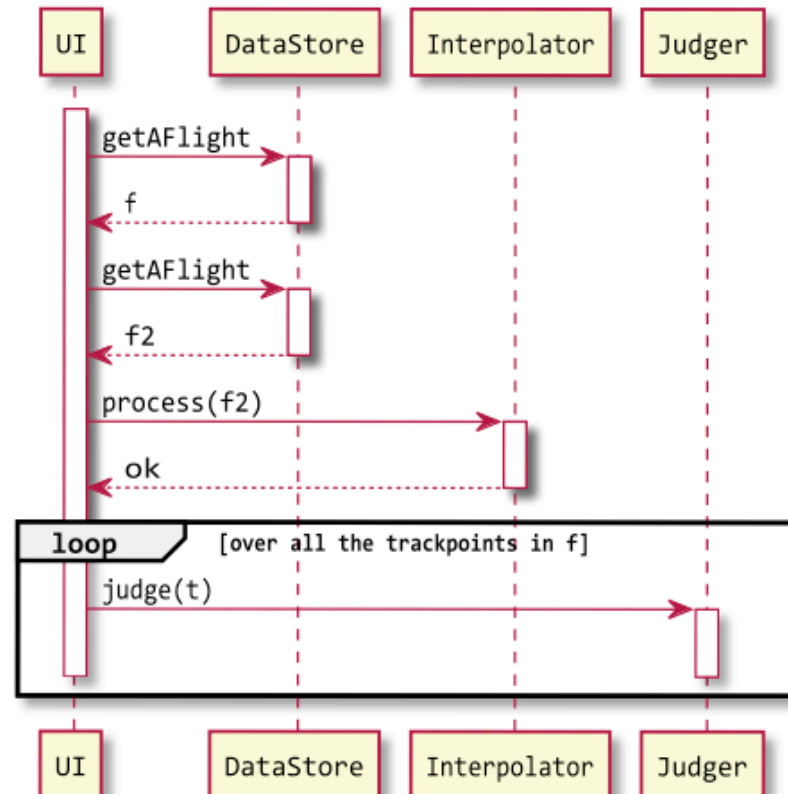 UI DataStore Interpolator Judger
getAFlight
f
getAFlight
f2
process(f2)
ok
loop [over all the trackpoints in f]
judge(t)
UI DataStore Interpolator Judger